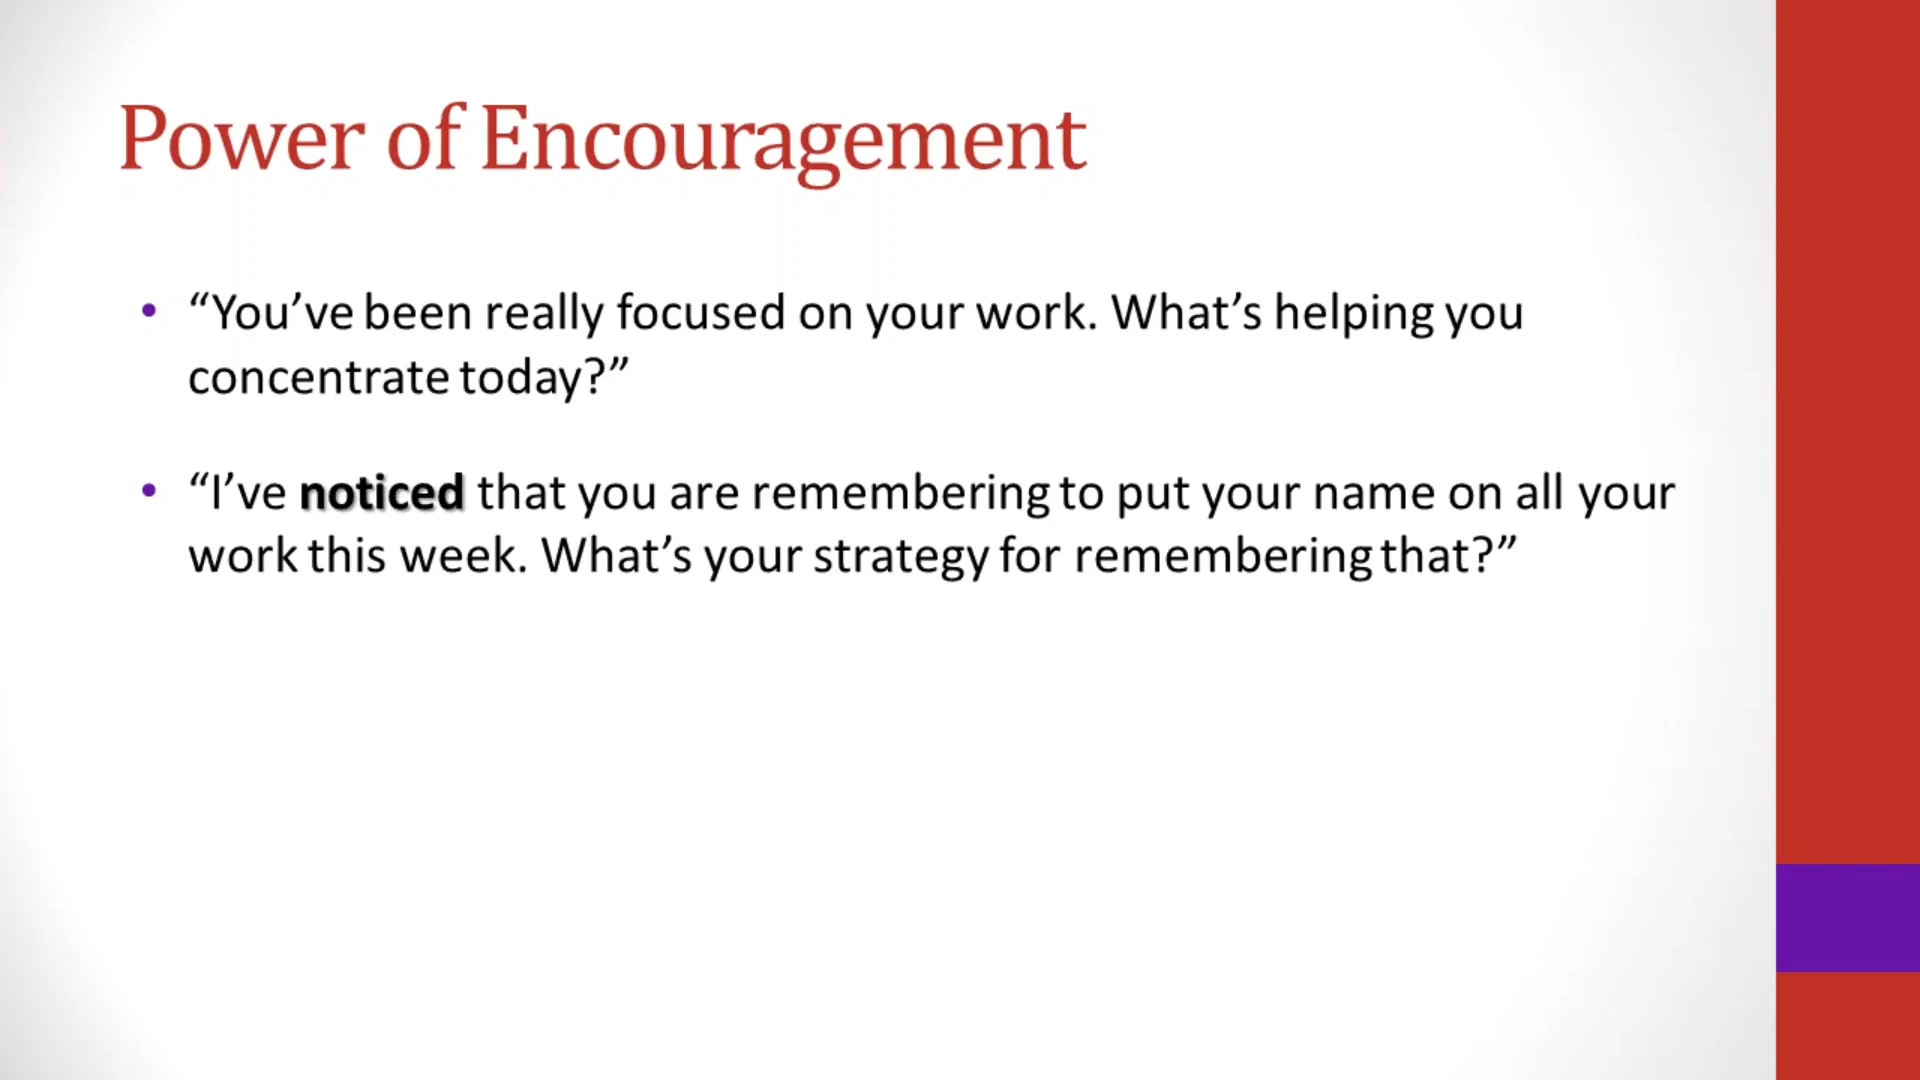 Power of Encouragement
• “You’ve been really focused on your work. What’s helping you
concentrate today?”
• “I’ve noticed that you are remembering to put your name on all your
work this week. What’s your strategy for remembering that?”